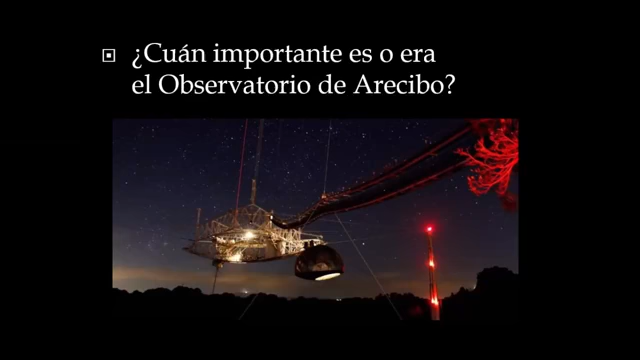 ¿Cuán importante es o era
el Observatorio de Arecibo?